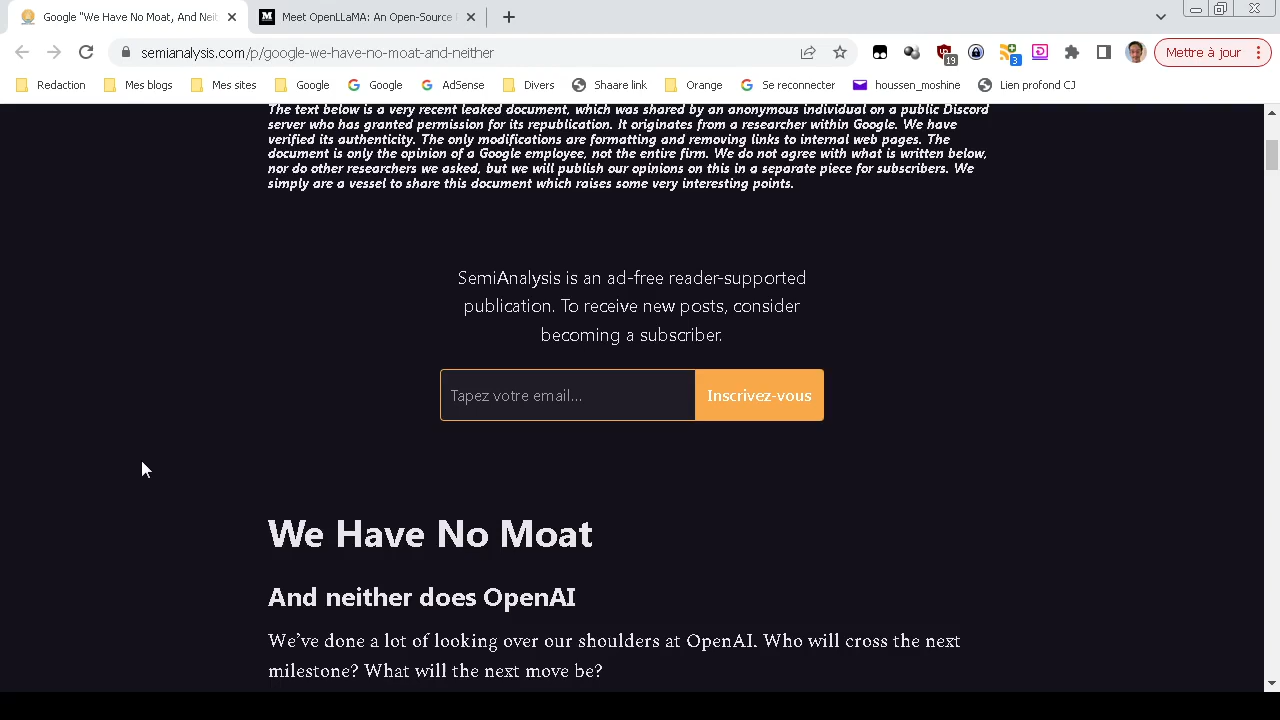 Google "We Have No Moat, And Neit
Meet OpenLLaMA: An Open-Source
semianalysis.com/p/google-we-have-no-moat-and-neither
19
3
Mettre à jour
Redaction
Mes blos
Mes sites
Google
Google
AdSense
Divers
Shaare link
Orange
Se reconnecter
houssen_moshine
Lien profond CJ
The text below is a very recent leaked document, which was shared by an anonymous individual on a public Discord
server who has granted permission for its republication. It originates from a researcher within Google. We have
verified its authenticity. The only modifications are formatting and removing links to internal web pages. The
document is only the opinion of a Google employee, not the entire firm. We do not agree with what is written below,
nor do other researchers we asked, but we will publish our opinions on this in a separate piece for subscribers. We
simply are a vessel to share this document which raises some very interesting points.
SemiAnalysis is an ad-free reader-supported
publication. To receive new posts, consider
becoming a subscriber.
Tapez votre email...
Inscrivez-vous
We Have No Moat
And neither does OpenAI
We've done a lot of looking over our shoulders at OpenAI. Who will cross the next
milestone? What will the next move be?